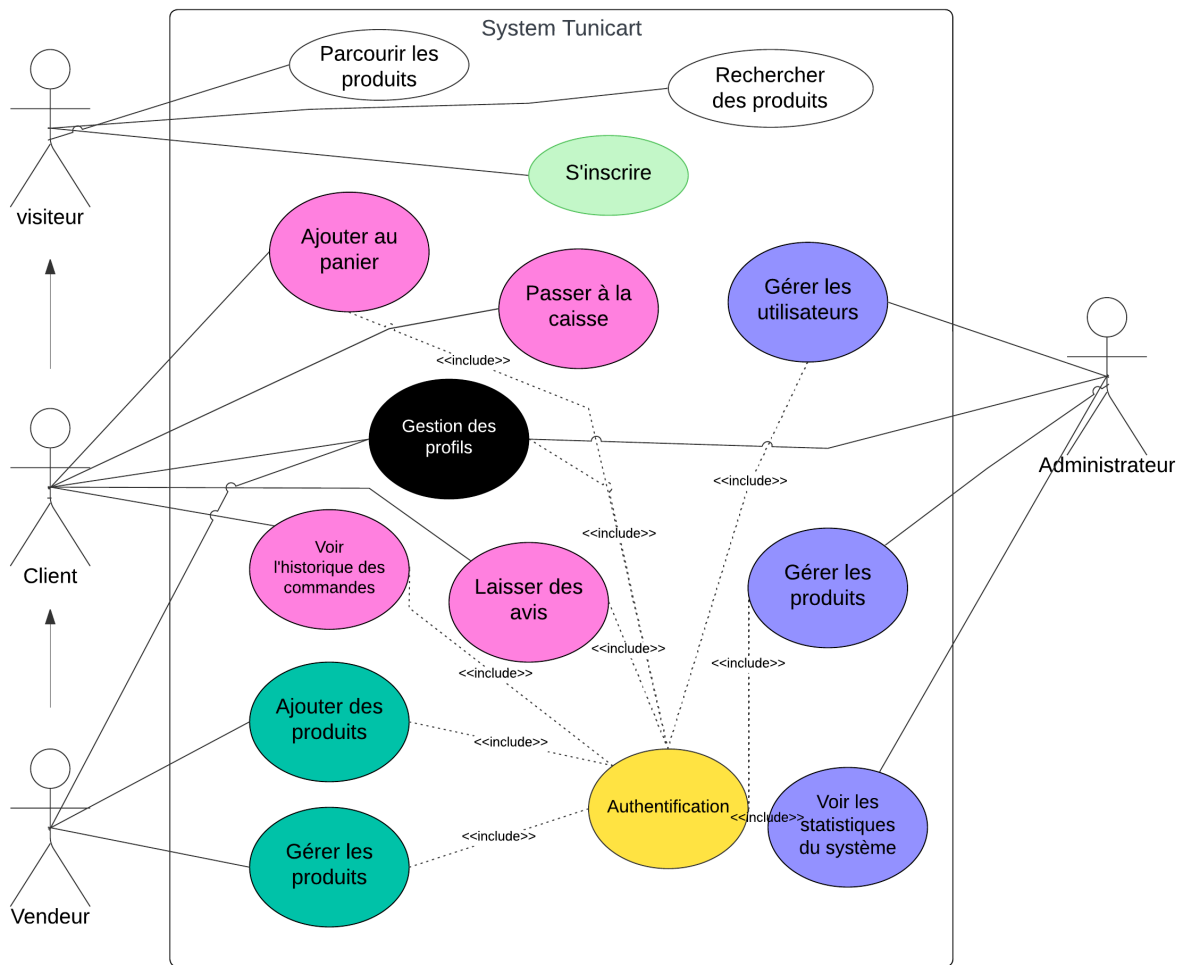 System Tunicart
Parcourir les
produits
Rechercher
des produits
S'inscrire
visiteur
Ajouter au
panier
Passer à la
caisse
Gérer les
utilisateurs
<<include>>
Gestion des
profils
Administrateur
<<include>>
<<include>>
Voir
l'historique des
commandes
Client
Laisser des
avis
Gérer les
produits
<<include>>
<<include>>
<<include>>
Ajouter des
produits
<<include>>
Authentification
<<include>>
Voir les
statistiques
du système
<<include>>
Gérer les
produits
Vendeur